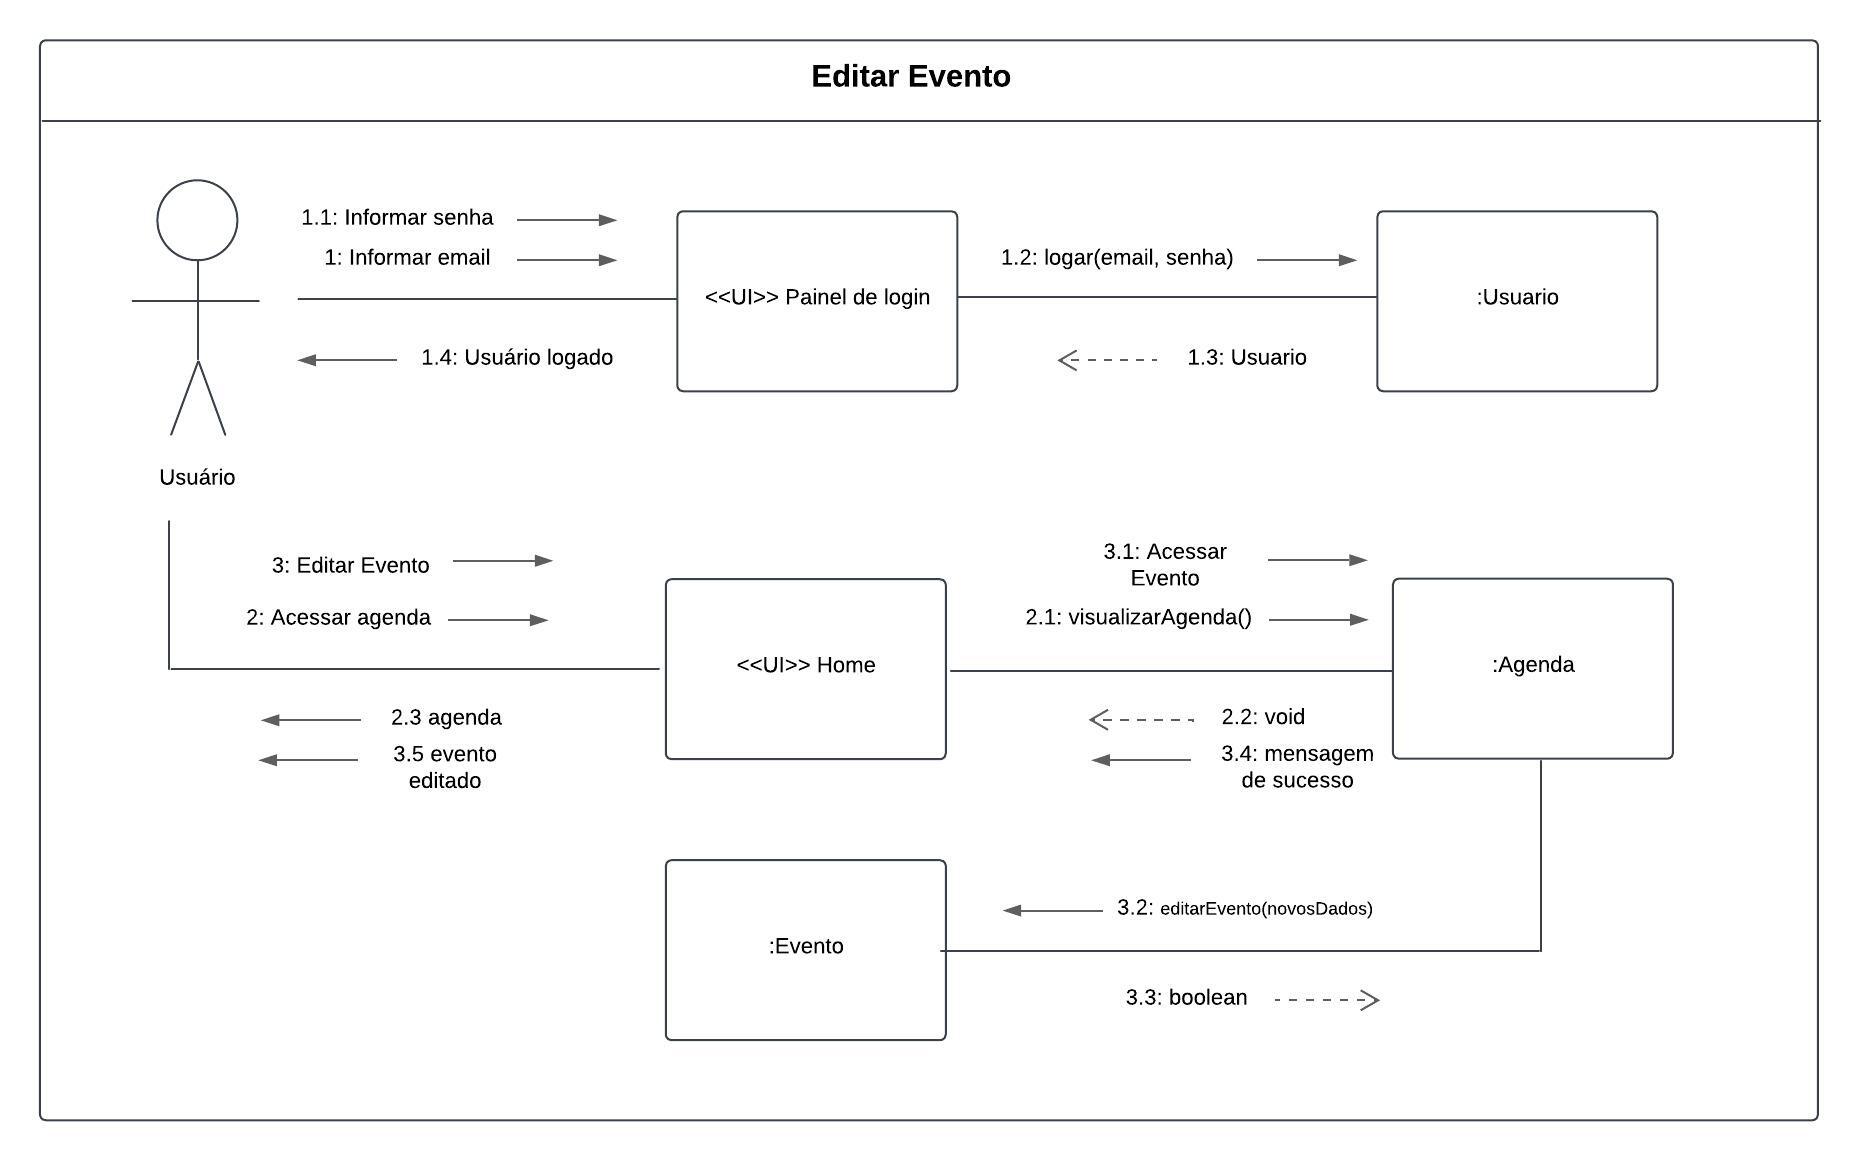 Editar Evento
1.1: Informar senha
1: Informar email
1.2: logar(email, senha)
<<UI>> Painel de login
:Usuario
1.4: Usuário logado
1.3: Usuario
Usuário
3: Editar Evento
3.1: Acessar
Evento
2: Acessar agenda
2.1: visualizarAgenda()
<<UI>> Home
:Agenda
2.3 agenda
2.2: void
3.5 evento
editado
3.4: mensagem
de sucesso
3.2: editarEvento(novosDados)
:Evento
3.3: boolean